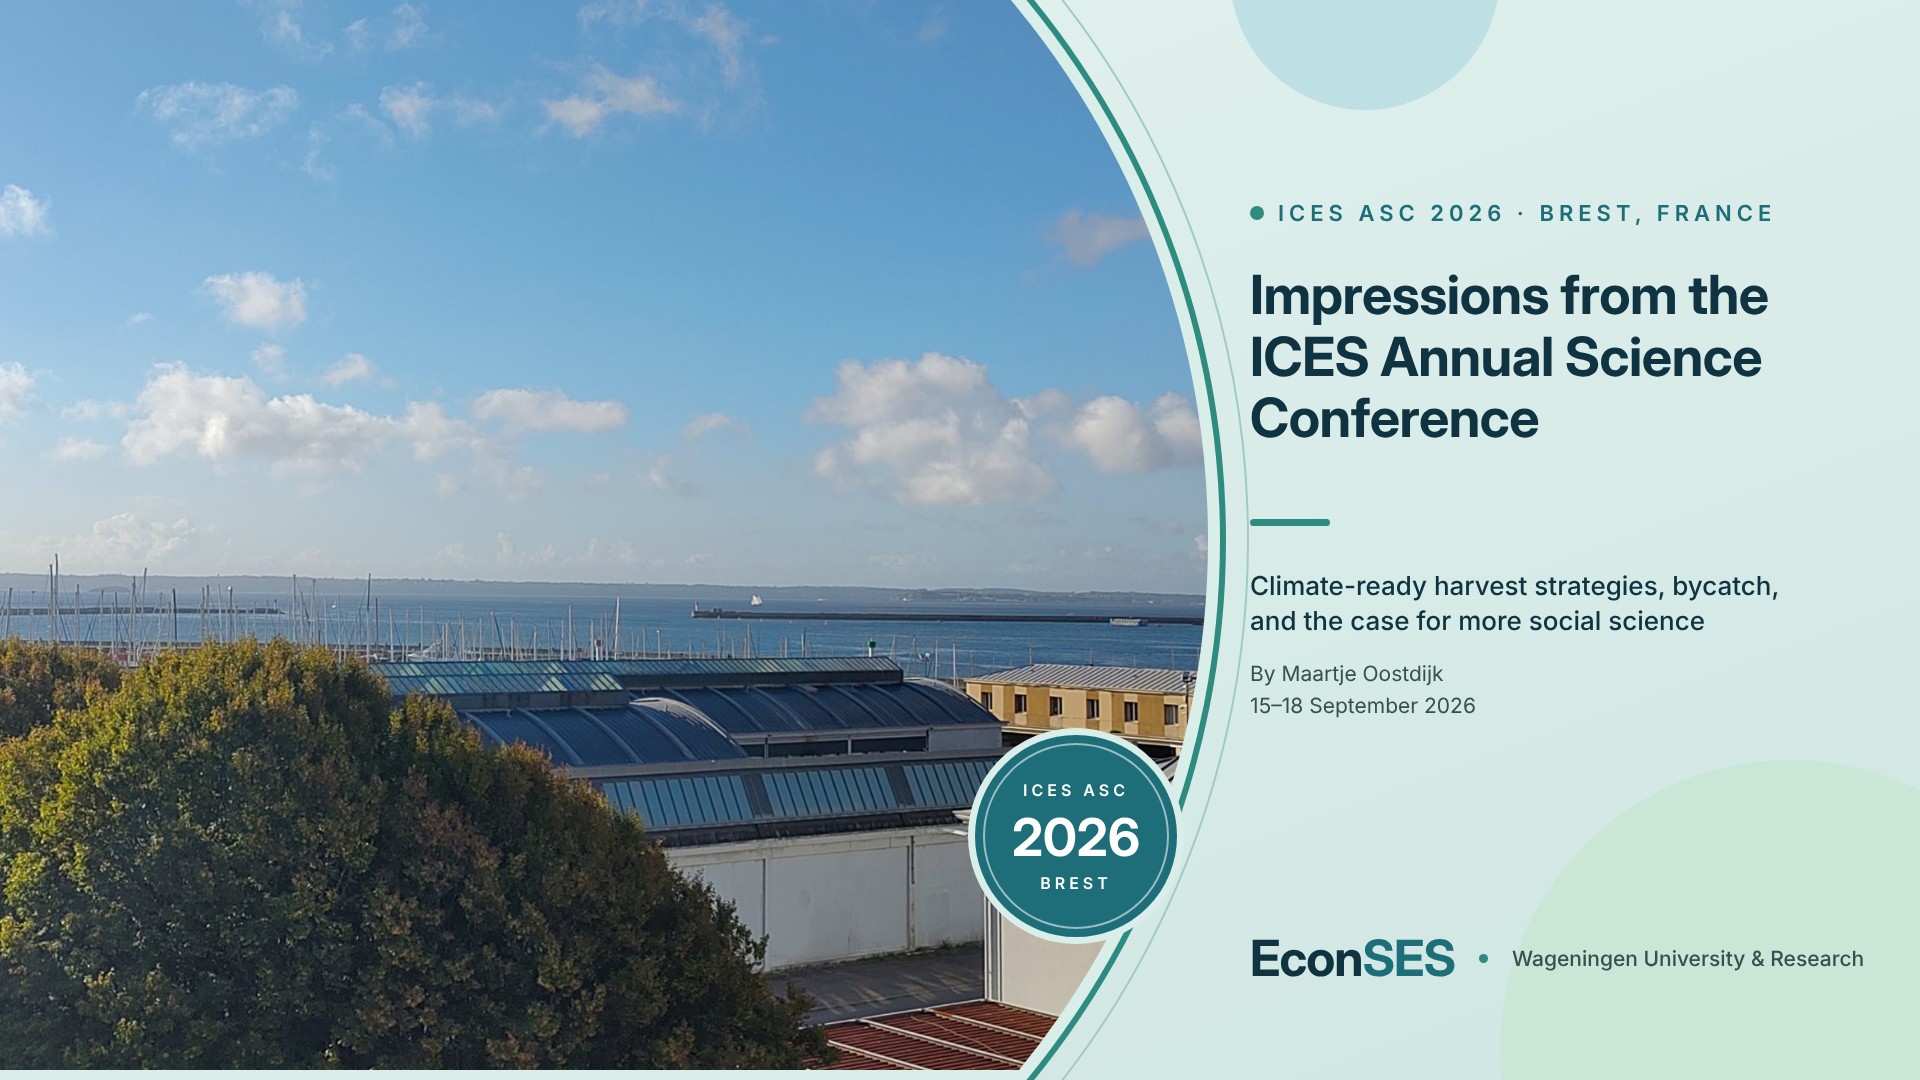 ICES ASC 2026 · BREST, FRANCE
Impressions from the
ICES Annual Science
Conference
Climate-ready harvest strategies, bycatch,
and the case for more social science
By Maartje Oostdijk
15–18 September 2026
ICES ASC
2026
BREST
EconSES • Wageningen University & Research